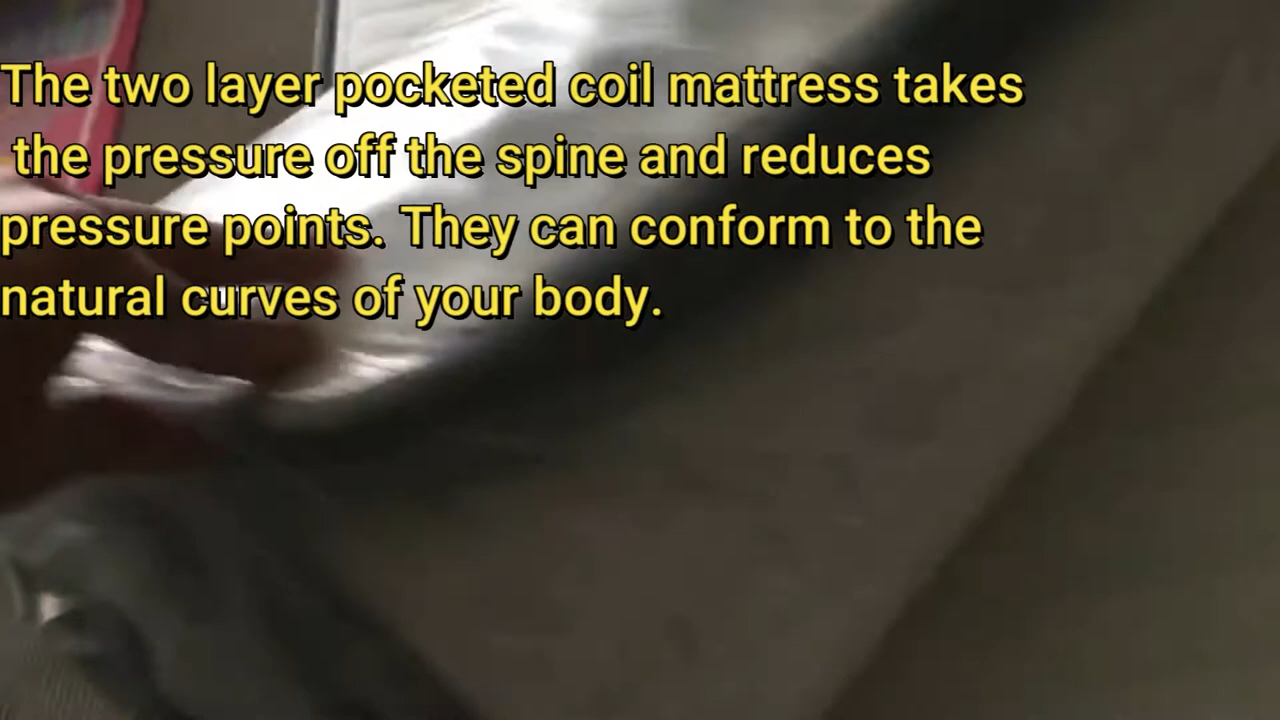 The two layer pocketed coil mattress takes
the pressure off the spine and reduces
pressure points. They can conform to the
natural curves of your body.